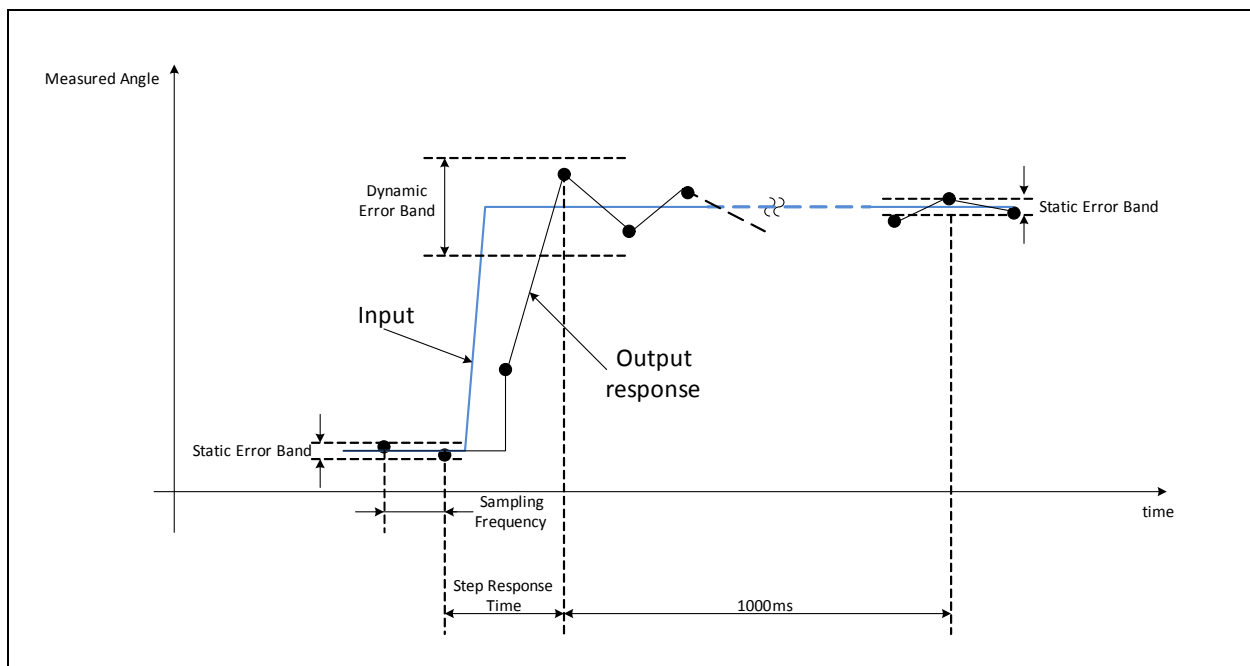 Measured Angle
Dynamic
Error Band
Static Error Band
Input
Output
response
Static Error Band
Sampling
Frequency
time
Step Response
Time
1000ms